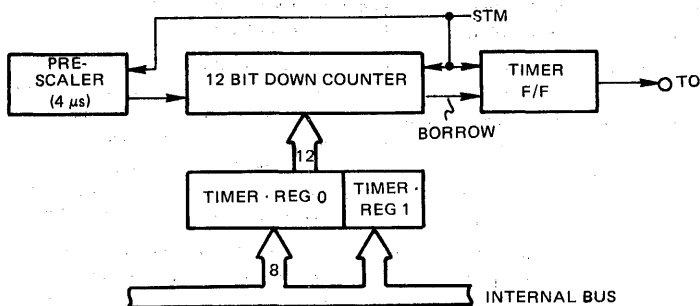 STM
PRE-
SCALER
(4 μs)
12 BIT DOWN COUNTER
TIMER
F/F
TO
BORROW
12
TIMER · REG 0
TIMER ·
REG 1
8
INTERNAL BUS